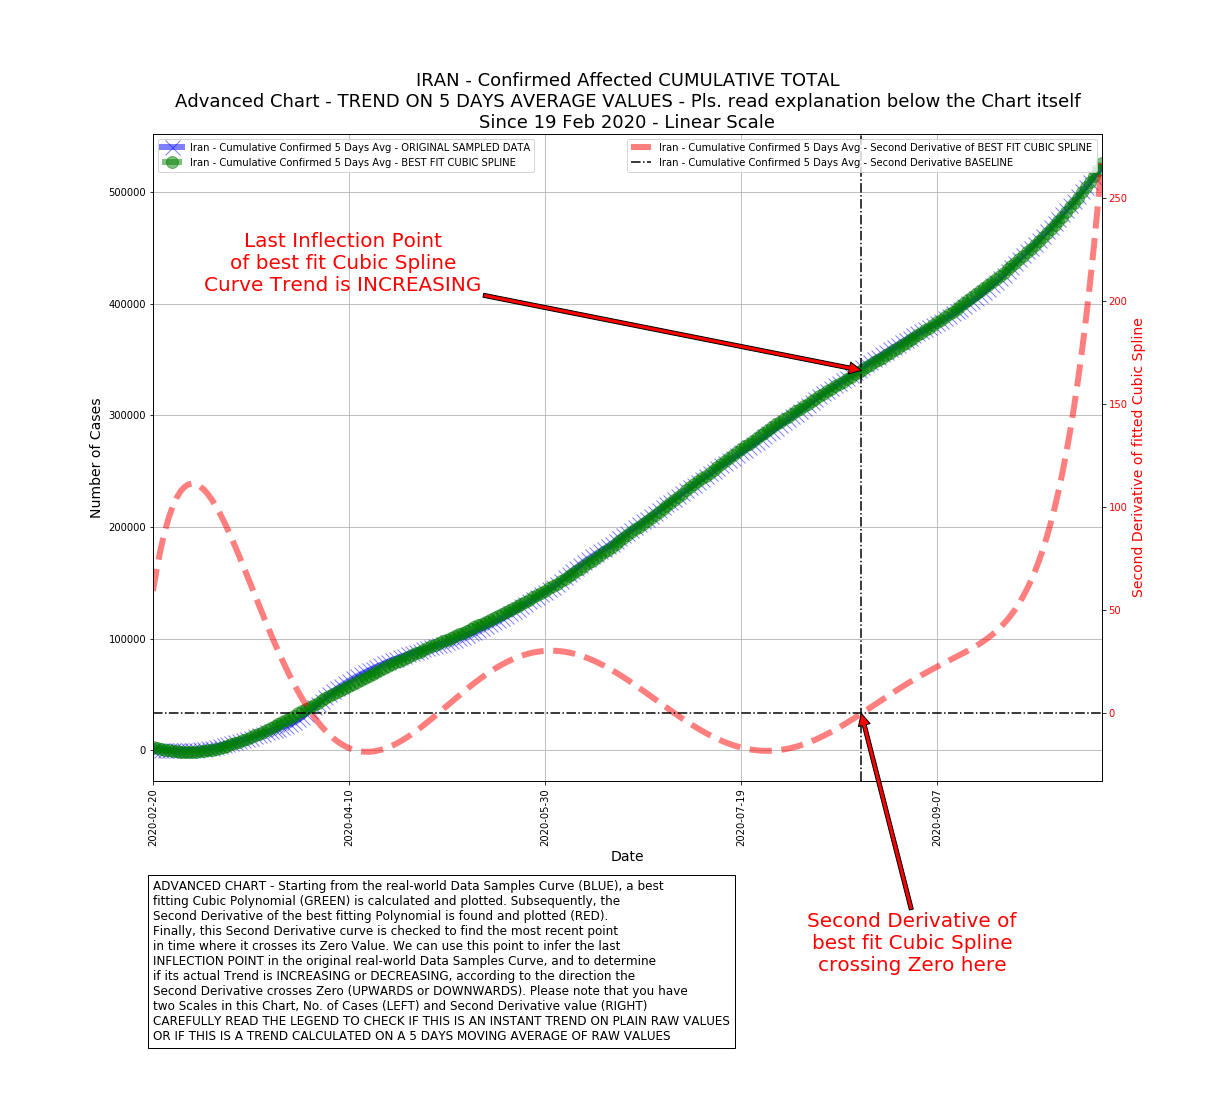 IRAN - Confirmed Affected CUMULATIVE TOTAL
Advanced Chart - TREND ON 5 DAYS AVERAGE VALUES - Pls. read explanation below the Chart itself
Since 19 Feb 2020 - Linear Scale
Iran - Cumulative Confirmed 5 Days Avg - ORIGINAL SAMPLED DATA
Iran - Cumulative Confirmed 5 Days Avg - BEST FIT CUBIC SPLINE
Iran - Cumulative Confirmed 5 Days Avg - Second Derivative of BEST FIT CUBIC SPLINE
Iran - Cumulative Confirmed 5 Days Avg - Second Derivative BASELINE
Last Inflection Point
of best fit Cubic Spline
Curve Trend is INCREASING
Number of Cases
500000
400000
300000
200000
100000
0
250
200
150
100
50
0
Second Derivative of fitted Cubic Spline
2020-02-20
2020-04-10
2020-05-30
2020-07-19
2020-09-07
Date
Second Derivative of
best fit Cubic Spline
crossing Zero here
ADVANCED CHART - Starting from the real-world Data Samples Curve (BLUE), a best
fitting Cubic Polynomial (GREEN) is calculated and plotted. Subsequently, the
Second Derivative of the best fitting Polynomial is found and plotted (RED).
Finally, this Second Derivative curve is checked to find the most recent point
in time where it crosses its Zero Value. We can use this point to infer the last
INFLECTION POINT in the original real-world Data Samples Curve, and to determine
if its actual Trend is INCREASING or DECREASING, according to the direction the
Second Derivative crosses Zero (UPWARDS or DOWNWARDS). Please note that you have
two Scales in this Chart, No. of Cases (LEFT) and Second Derivative value (RIGHT)
CAREFULLY READ THE LEGEND TO CHECK IF THIS IS AN INSTANT TREND ON PLAIN RAW VALUES
OR IF THIS IS A TREND CALCULATED ON A 5 DAYS MOVING AVERAGE OF RAW VALUES